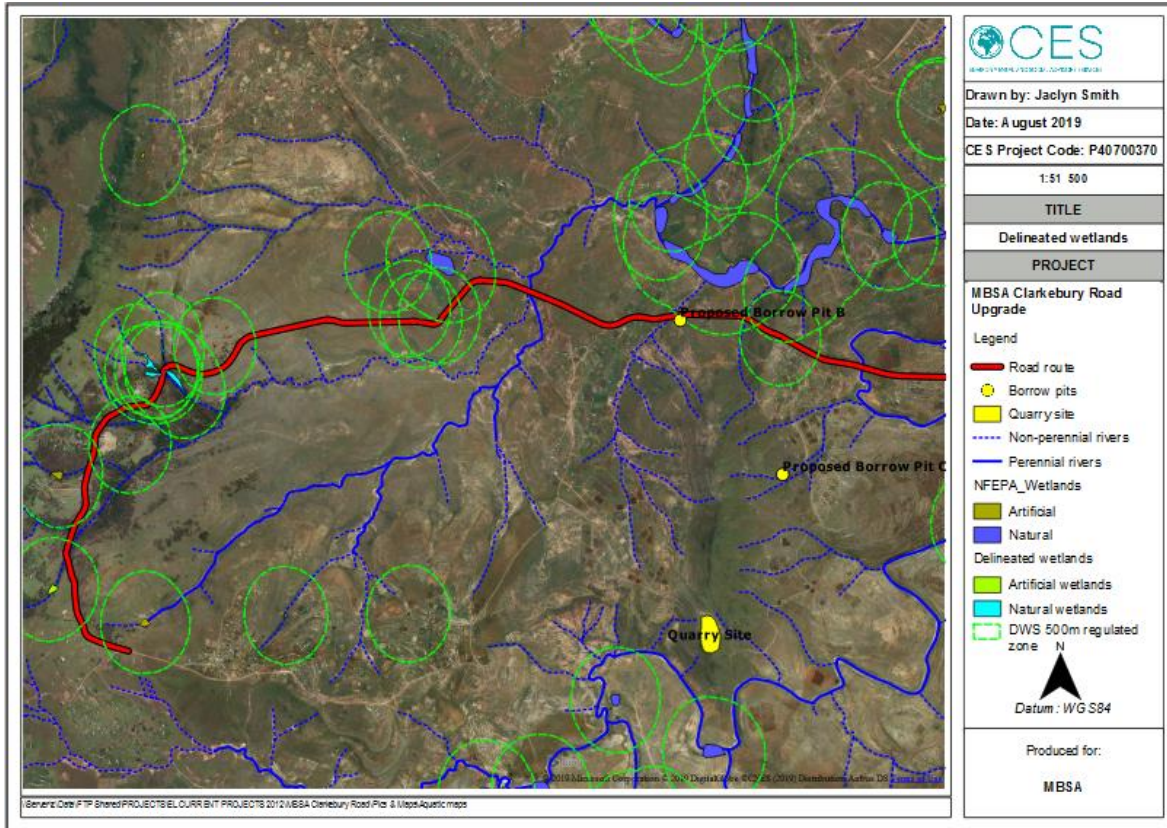 Proposed Borrow Pit B
Proposed Borrow Pit C
Quarry Site
CES
Drawn by: Jaclyn Smith
Date: August 2019
CES Project Code: P40700370
1:51 500
TITLE
Delineated wetlands
PROJECT
MBSA Clarkebury Road
Upgrade
Legend
Road route
Borrow pits
Quarry site
Non-perennial rivers
Perennial rivers
NFEPA_Wetlands
Artificial
Natural
Delineated wetlands
Artificial wetlands
Natural wetlands
DWS 500m regulated
zone
N
Datum : WGS84
Produced for:
MBSA